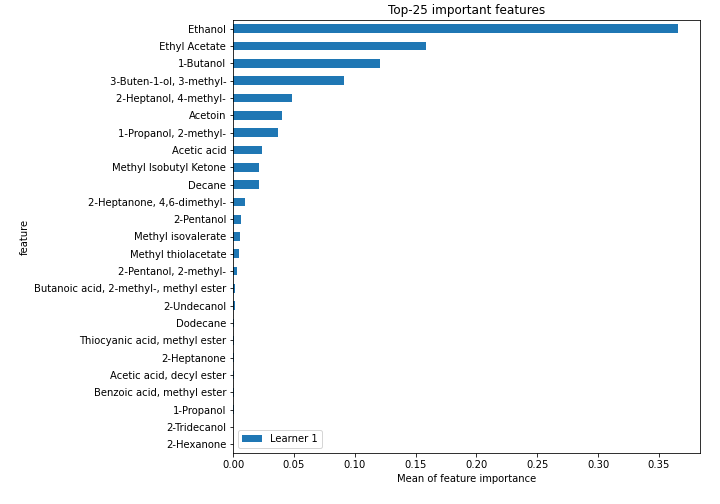 Top-25 important features
Ethanol
Ethyl Acetate
1-Butanol
3-Buten-1-ol, 3-methyl-
2-Heptanol, 4-methyl-
Acetoin
1-Propanol, 2-methyl-
Acetic acid
Methyl Isobutyl Ketone
Decane
2-Heptanone, 4,6-dimethyl-
2-Pentanol
Methyl isovalerate
Methyl thiolacetate
2-Pentanol, 2-methyl-
Butanoic acid, 2-methyl-, methyl ester
2-Undecanol
Dodecane
Thiocyanic acid, methyl ester
2-Heptanone
Acetic acid, decyl ester
Benzoic acid, methyl ester
1-Propanol
2-Tridecanol
2-Hexanone
feature
Learner 1
0.00 0.05 0.10 0.15 0.20 0.25 0.30 0.35
Mean of feature importance